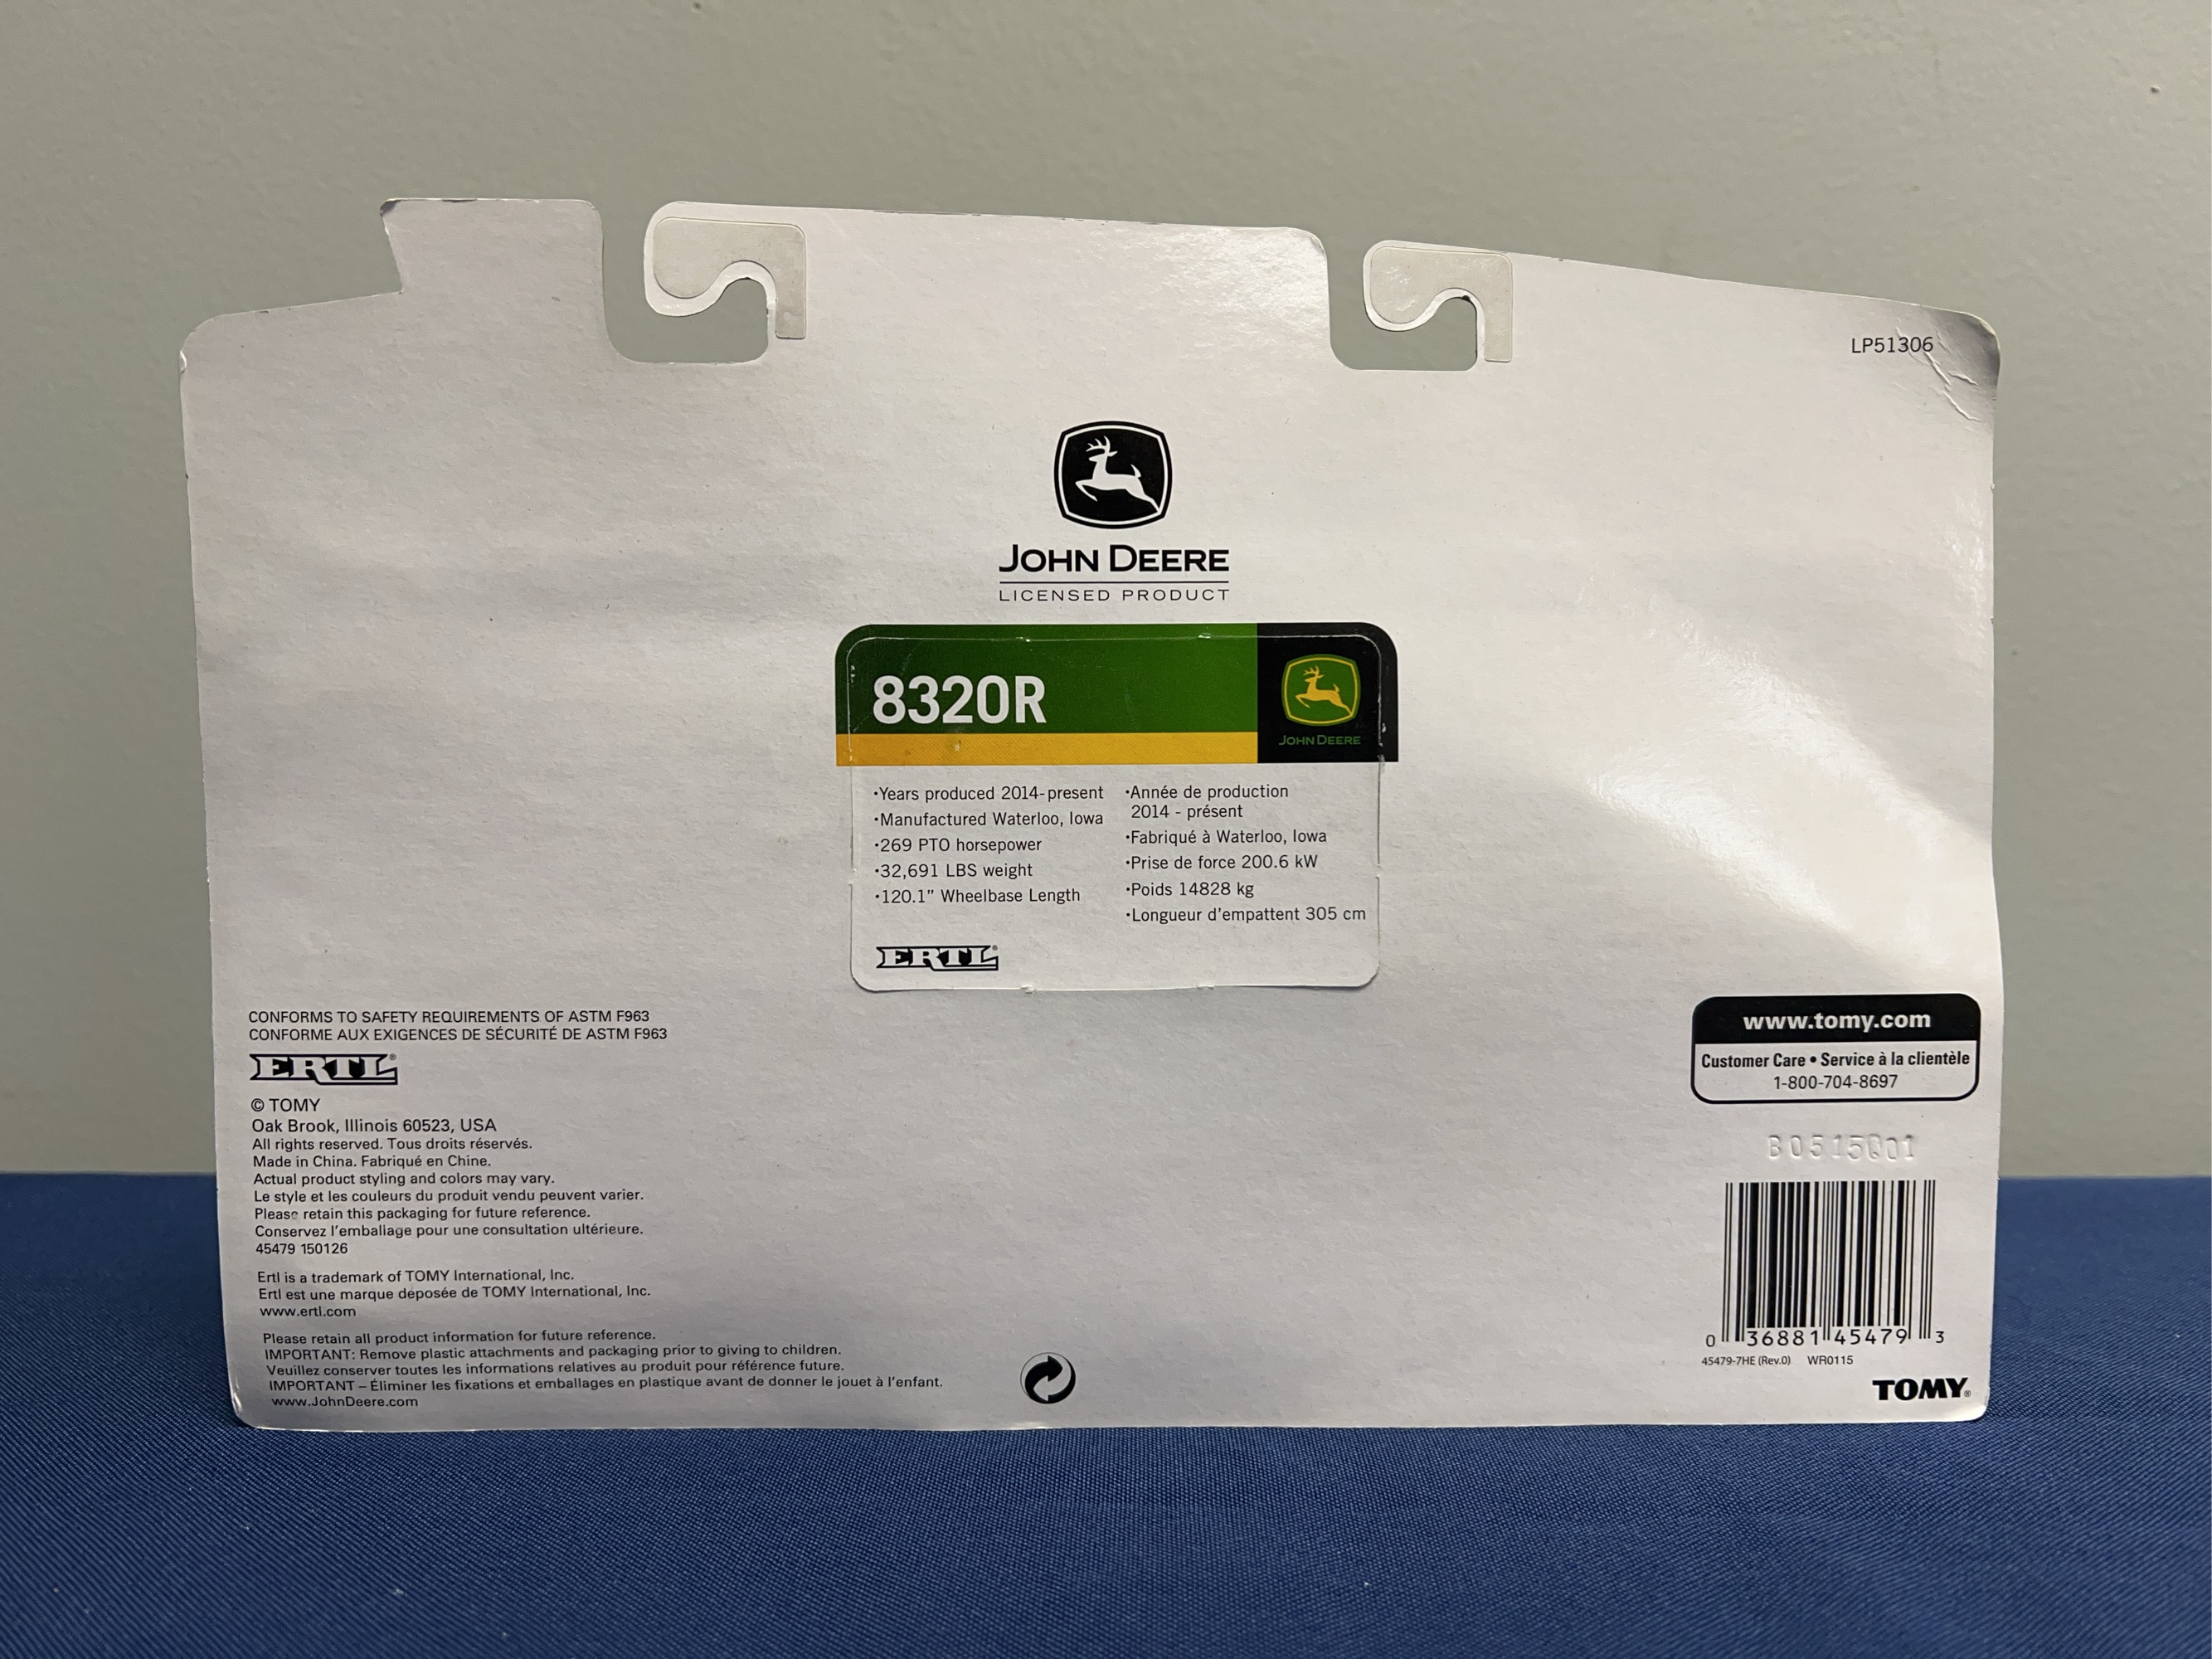 LP51306
JOHN DEERE
LICENSED PRODUCT
8320R
JOHN DEERE
•Years produced 2014-present
•Manufactured Waterloo, Iowa
•269 PTO horsepower
•32,691 LBS weight
•120.1” Wheelbase Length
•Année de production
2014 - présent
•Fabriqué à Waterloo, Iowa
•Prise de force 200.6 kW
•Poids 14828 kg
•Longueur d’empattent 305 cm
ERTL®
CONFORMS TO SAFETY REQUIREMENTS OF ASTM F963
CONFORME AUX EXIGENCES DE SÉCURITÉ DE ASTM F963
ERTL®
© TOMY
Oak Brook, Illinois 60523, USA
All rights reserved. Tous droits réservés.
Made in China. Fabriqué en Chine.
Actual product styling and colors may vary.
Le style et les couleurs du produit vendu peuvent varier.
Please retain this packaging for future reference.
Conservez l’emballage pour une consultation ultérieure.
45479 150126
Ertl is a trademark of TOMY International, Inc.
Ertl est une marque déposée de TOMY International, Inc.
www.ertl.com
Please retain all product information for future reference.
IMPORTANT: Remove plastic attachments and packaging prior to giving to children.
Veuillez conserver toutes les informations relatives au produit pour référence future.
IMPORTANT – Éliminer les fixations et emballages en plastique avant de donner le jouet à l’enfant.
www.JohnDeere.com
www.tomy.com
Customer Care • Service à la clientèle
1-800-704-8697
B0515Q01
0 36881 45479 3
45479-7HE (Rev.0) WR0115
TOMY®